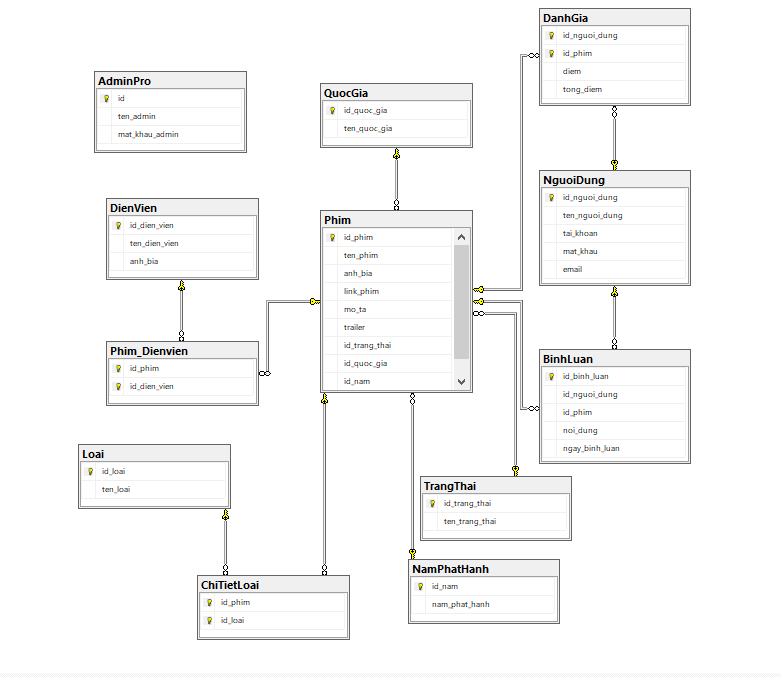 DanhGia
id_nguoi_dung
id_phim
diem
tong_diem
AdminPro
id
ten_admin
mat_khau_admin
QuocGia
id_quoc_gia
ten_quoc_gia
NguoiDung
id_nguoi_dung
ten_nguoi_dung
tai_khoan
mat_khau
email
DienVien
id_dien_vien
ten_dien_vien
anh_bia
Phim
id_phim
ten_phim
anh_bia
link_phim
mo_ta
trailer
id_trang_thai
id_quoc_gia
id_nam
Phim_Dienvien
id_phim
id_dien_vien
BinhLuan
id_binh_luan
id_nguoi_dung
id_phim
noi_dung
ngay_binh_luan
Loai
id_loai
ten_loai
TrangThai
id_trang_thai
ten_trang_thai
NamPhatHanh
id_nam
nam_phat_hanh
ChiTietLoai
id_phim
id_loai